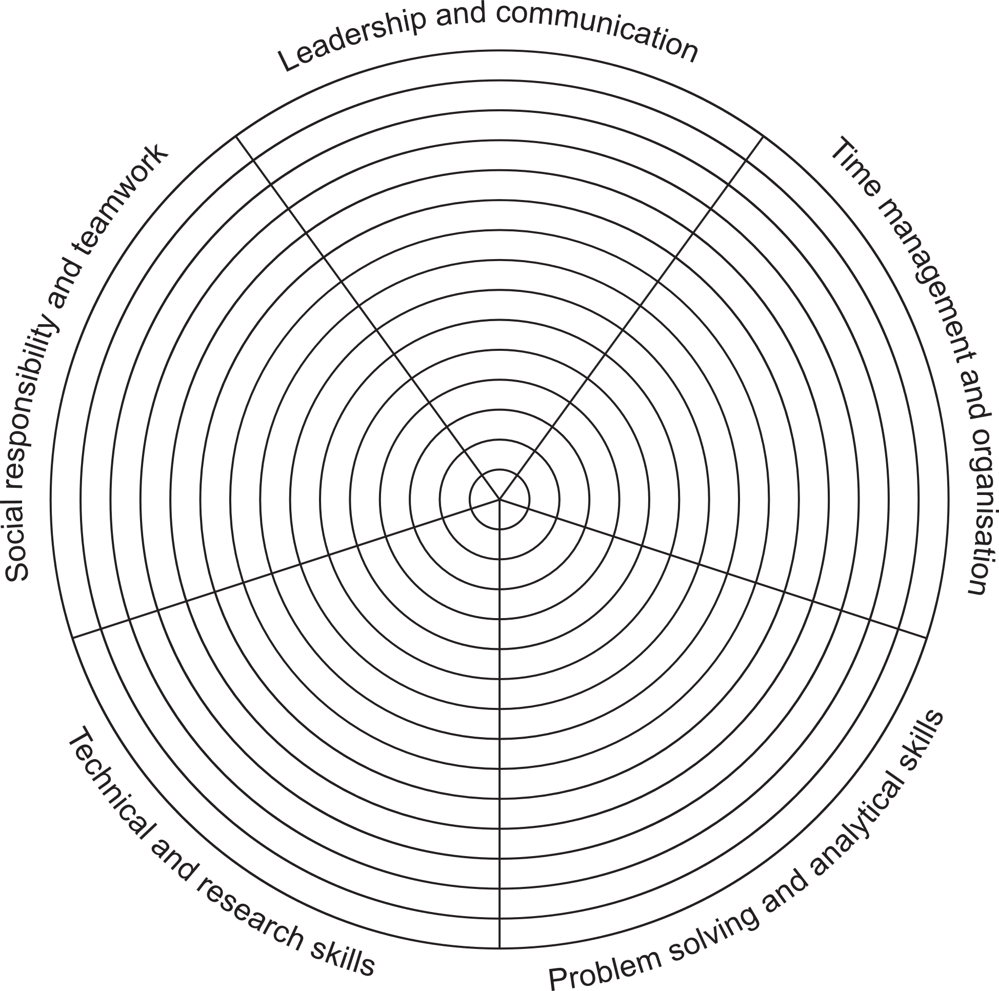 Leadership and communication
Time management and organisation
Problem solving and analytical skills
Technical and research skills
Social responsibility and teamwork